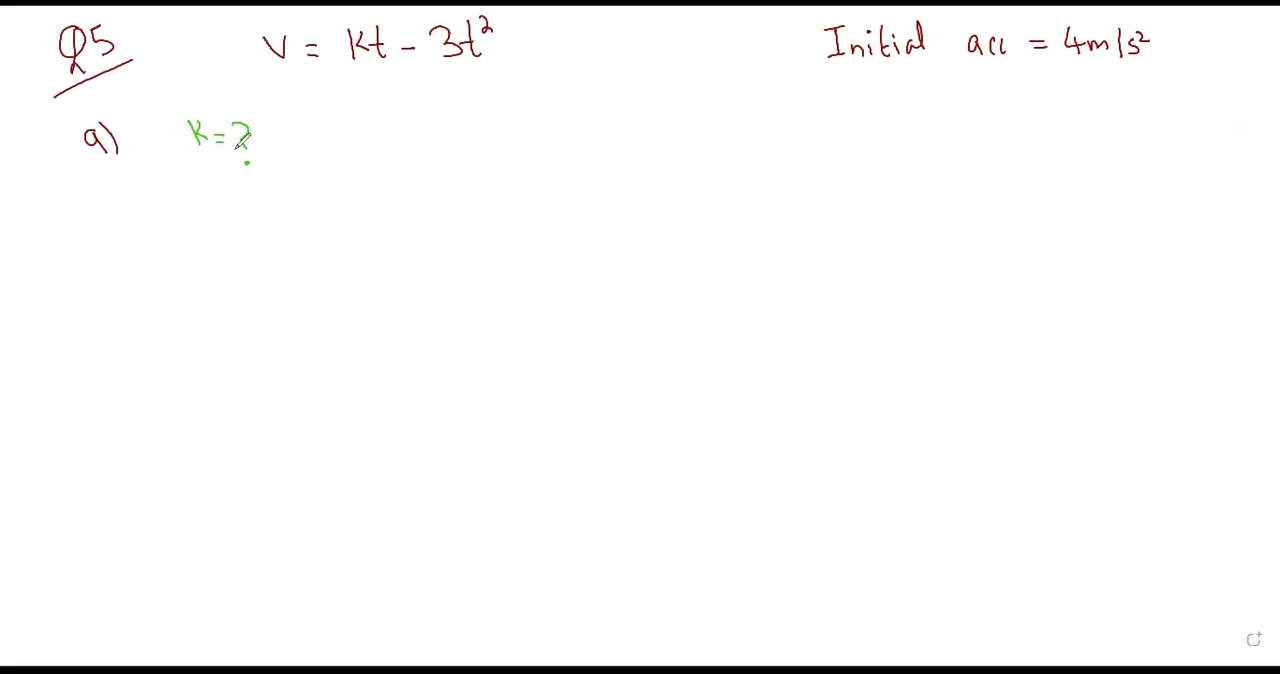 Q5 V = Kt - 3t² Initial acc = 4m/s²
a) K = ?